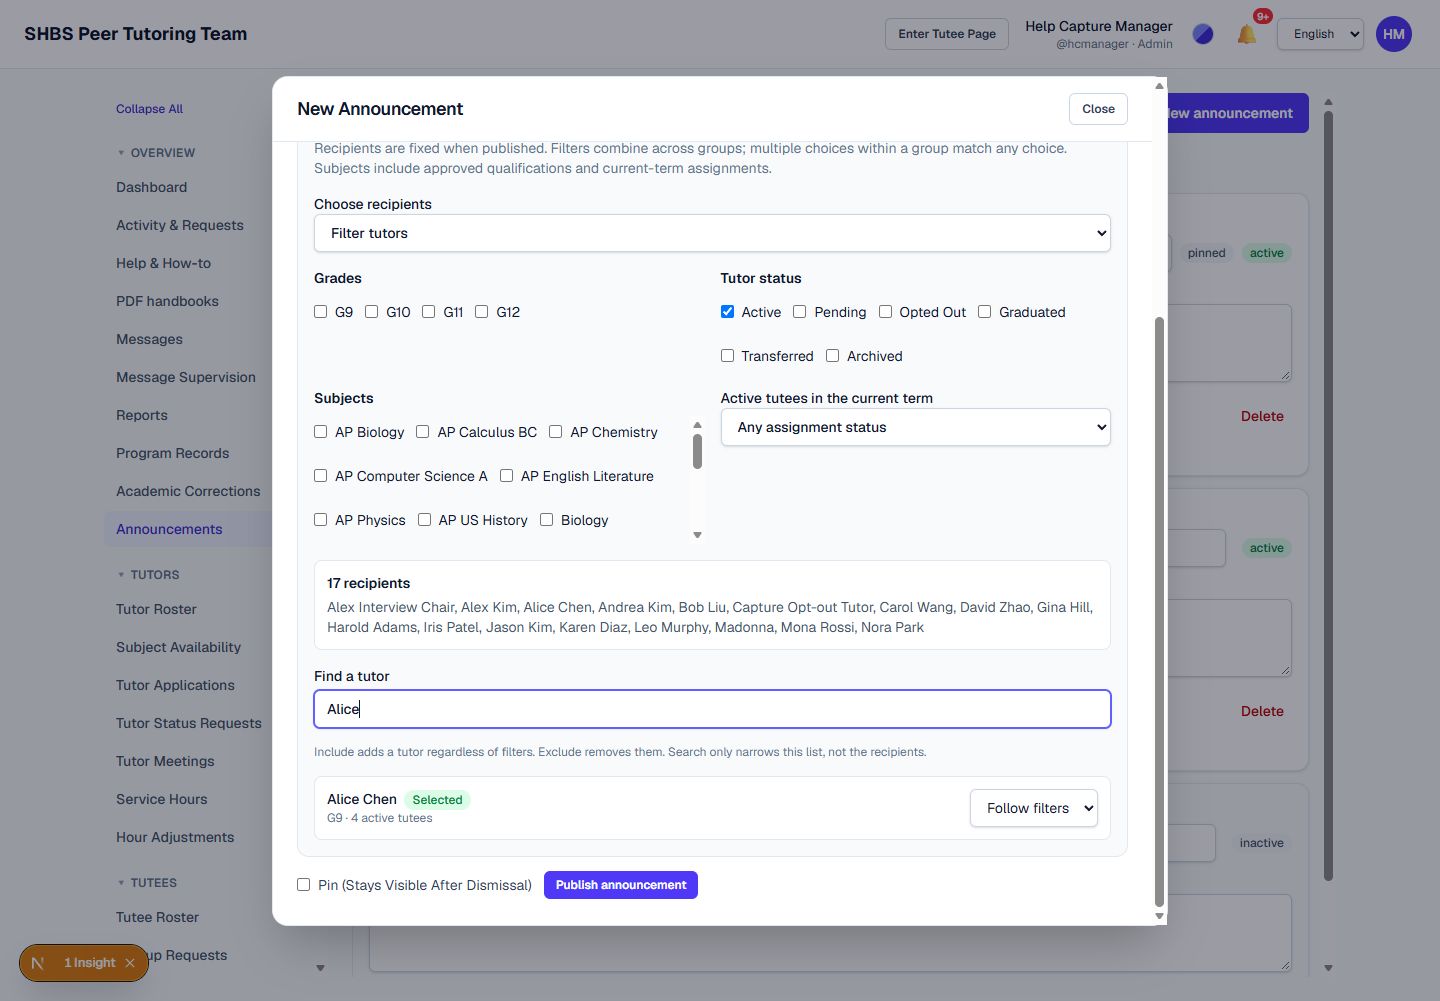 SHBS Peer Tutoring Team
Enter Tutee Page
Help Capture Manager
@hcmanager · Admin
9+
English
HM
Collapse All
OVERVIEW
Dashboard
Activity & Requests
Help & How-to
PDF handbooks
Messages
Message Supervision
Reports
Program Records
Academic Corrections
Announcements
TUTORS
Tutor Roster
Subject Availability
Tutor Applications
Tutor Status Requests
Tutor Meetings
Service Hours
Hour Adjustments
TUTEES
Tutee Roster
up Requests
N 1 Insight
New Announcement
Close
Recipients are fixed when published. Filters combine across groups; multiple choices within a group match any choice.
Subjects include approved qualifications and current-term assignments.
Choose recipients
Filter tutors
Grades
G9 G10 G11 G12
Tutor status
Active Pending Opted Out Graduated
Transferred Archived
Subjects
AP Biology AP Calculus BC AP Chemistry
AP Computer Science A AP English Literature
AP Physics AP US History Biology
Active tutees in the current term
Any assignment status
17 recipients
Alex Interview Chair, Alex Kim, Alice Chen, Andrea Kim, Bob Liu, Capture Opt-out Tutor, Carol Wang, David Zhao, Gina Hill,
Harold Adams, Iris Patel, Jason Kim, Karen Diaz, Leo Murphy, Madonna, Mona Rossi, Nora Park
Find a tutor
Alice
Include adds a tutor regardless of filters. Exclude removes them. Search only narrows this list, not the recipients.
Alice Chen Selected
G9 · 4 active tutees
Follow filters
Pin (Stays Visible After Dismissal)
Publish announcement
ew announcement
pinned active
Delete
active
Delete
inactive